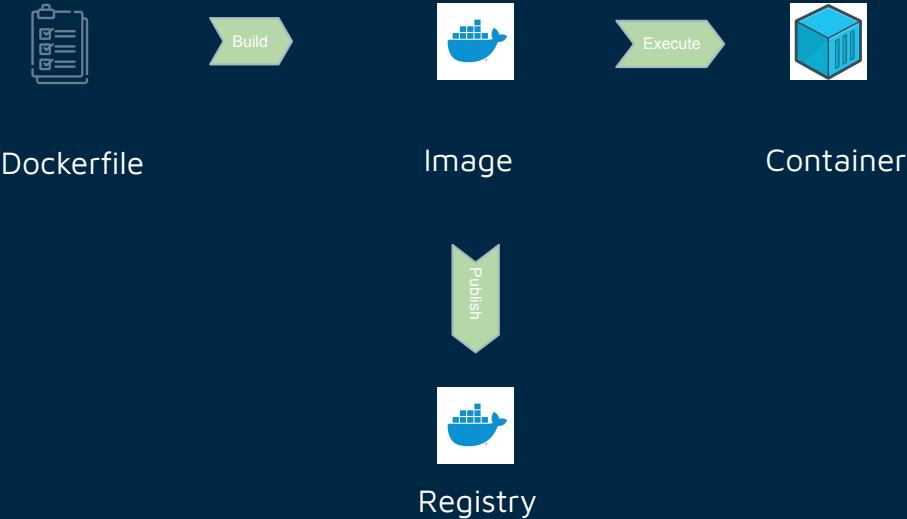 Build
Execute
Dockerfile
Image
Container
Publish
Registry